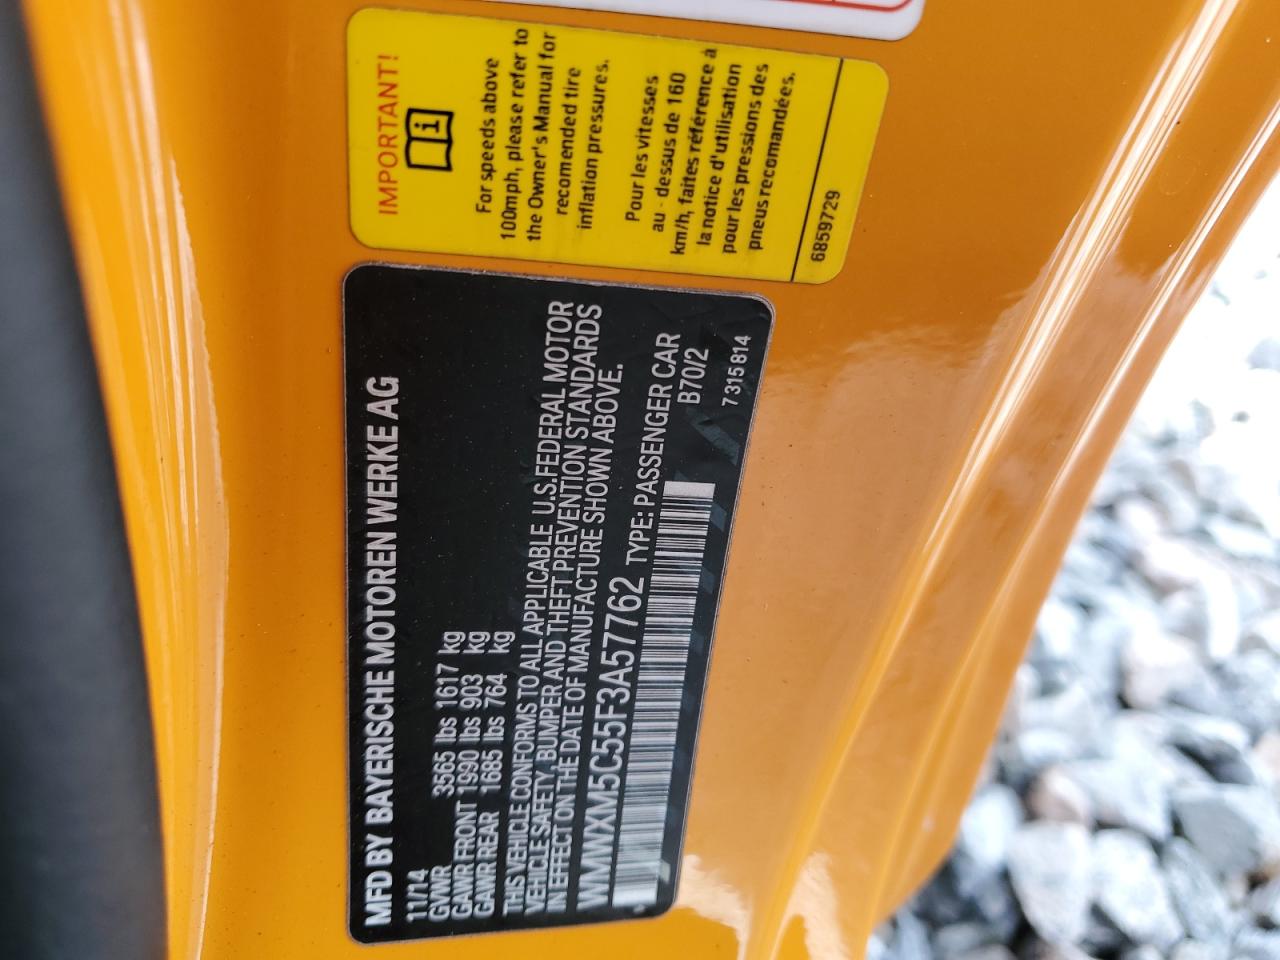 IMPORTANT!
For speeds above
100mph, please refer to
the Owner's Manual for
recomended tire
inflation pressures.
Pour les vitesses
au - dessus de 160
km/h, faites référence à
la notice d'utilisation
pour les pressions des
pneus recomandées.
6859729
MFD BY BAYERISCHE MOTOREN WERKE AG
11/14
GVWR 3565 lbs 1617 kg
GAWR FRONT 1990 lbs 903 kg
GAWR REAR 1685 lbs 764 kg
THIS VEHICLE CONFORMS TO ALL APPLICABLE U.S.FEDERAL MOTOR
VEHICLE SAFETY, BUMPER AND THEFT PREVENTION STANDARDS
IN EFFECT ON THE DATE OF MANUFACTURE SHOWN ABOVE.
WMWXM5C55F3A57762 TYPE: PASSENGER CAR
B70/2
7315814